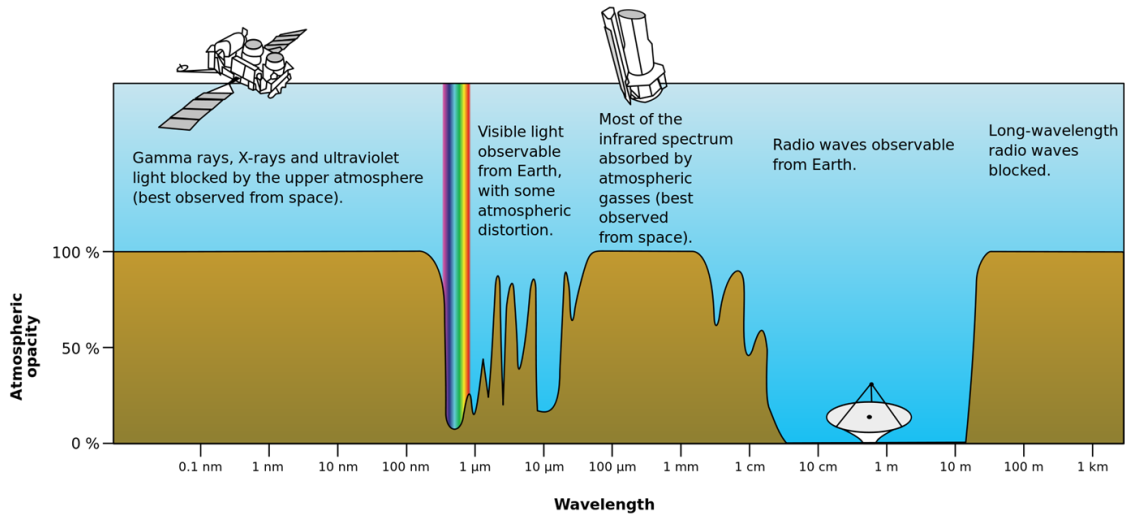 Gamma rays, X-rays and ultraviolet
light blocked by the upper atmosphere
(best observed from space).
Visible light
observable
from Earth,
with some
atmospheric
distortion.
Most of the
infrared spectrum
absorbed by
atmospheric
gasses (best
observed
from space).
Radio waves observable
from Earth.
Long-wavelength
radio waves
blocked.
Atmospheric
opacity
100 %
50 %
0 %
0.1 nm
1 nm
10 nm
100 nm
1 μm
10 μm
100 μm
1 mm
1 cm
10 cm
1 m
10 m
100 m
1 km
Wavelength